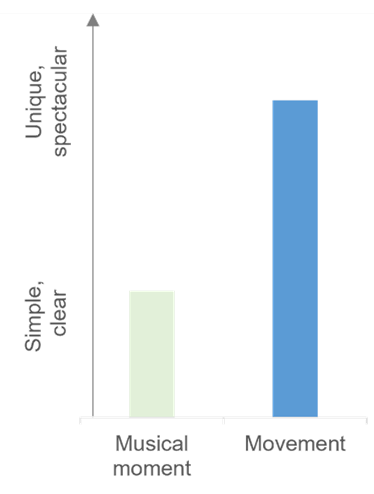 Unique,
spectacular
Simple,
clear
Musical
moment
Movement